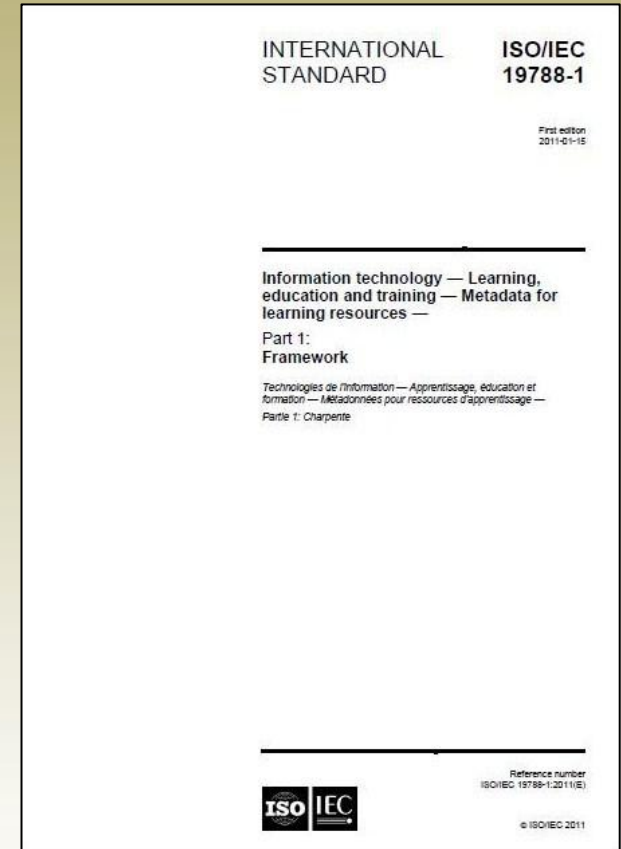 INTERNATIONAL
STANDARD
ISO/IEC
19788-1
First edition
2011-01-15
Information technology — Learning,
education and training — Metadata for
learning resources —
Part 1:
Framework
Technologies de l'information — Apprentissage, éducation et
formation — Métadonnées pour ressources d'apprentissage —
Partie 1: Charpente
Reference number
ISO/IEC 19788-1:2011(E)
ISO IEC
© ISO/IEC 2011